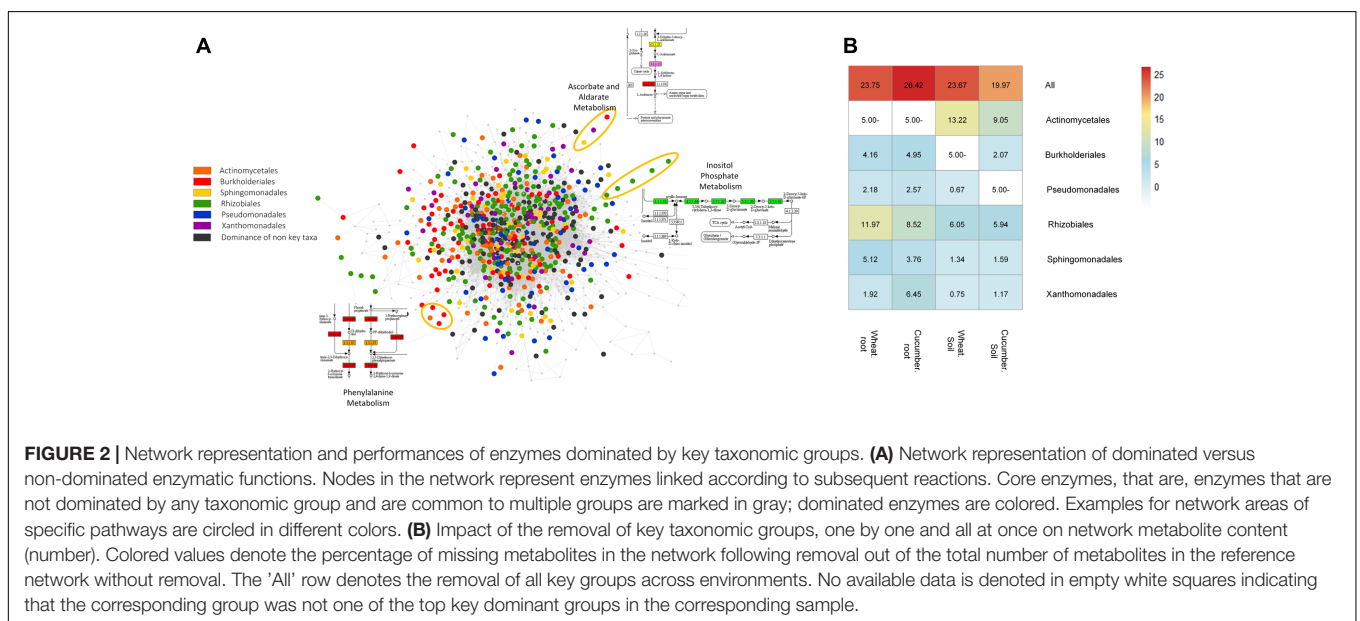 A
Ascorbate and
Aldarate
Metabolism
Actinomycetales
Burkholderiales
Sphingomonadales
Rhizobiales
Pseudomonadales
Xanthomonadales
Dominance of non key taxa
Inositol
Phosphate
Metabolism
Phenylalanine
Metabolism
B
23.75 26.42 23.67 19.97 All
5.00- 5.00- 13.22 9.05 Actinomycetales
4.16 4.95 5.00- 2.07 Burkholderiales
2.18 2.57 0.67 5.00- Pseudomonadales
11.97 8.52 6.05 5.94 Rhizobiales
5.12 3.76 1.34 1.59 Sphingomonadales
1.92 6.45 0.75 1.17 Xanthomonadales
Wheat.
root
Cucumber.
root
Wheat.
Soil
Cucumber.
Soil
25
20
15
10
5
0
FIGURE 2 | Network representation and performances of enzymes dominated by key taxonomic groups. (A) Network representation of dominated versus
non-dominated enzymatic functions. Nodes in the network represent enzymes linked according to subsequent reactions. Core enzymes, that are, enzymes that are
not dominated by any taxonomic group and are common to multiple groups are marked in gray; dominated enzymes are colored. Examples for network areas of
specific pathways are circled in different colors. (B) Impact of the removal of key taxonomic groups, one by one and all at once on network metabolite content
(number). Colored values denote the percentage of missing metabolites in the network following removal out of the total number of metabolites in the reference
network without removal. The 'All' row denotes the removal of all key groups across environments. No available data is denoted in empty white squares indicating
that the corresponding group was not one of the top key dominant groups in the corresponding sample.